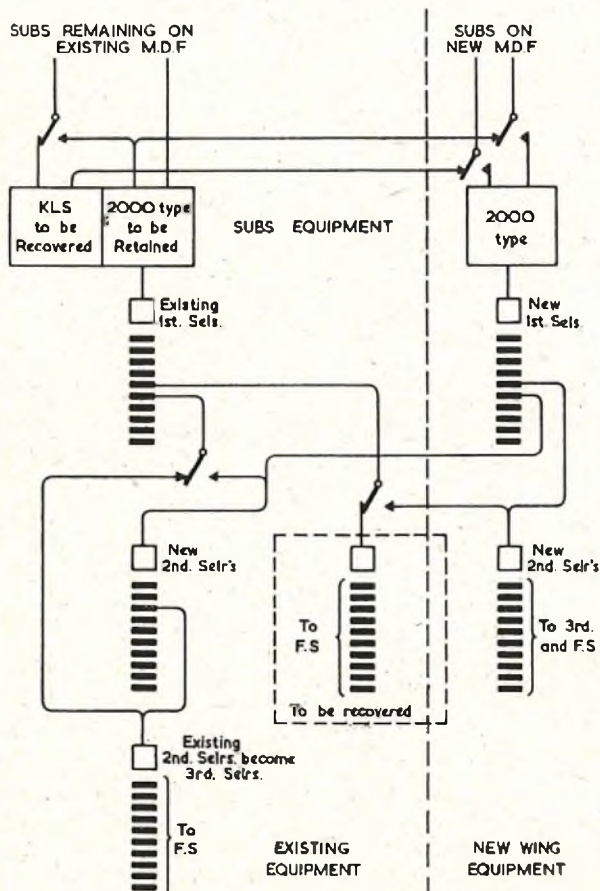 SUBS REMAINING ON
EXISTING M.D.F
SUBS ON
NEW M.D.F
KLS
to be
Recovered
2000 type
to be
Retained
SUBS EQUIPMENT
2000
type
Existing
1st. Sels.
New
1st. Sels
New
2nd. Selr's
To
F.S
To be recovered
New
2nd. Selr's
To 3rd.
and F.S
Existing
2nd. Selrs. become
3rd. Selrs.
To
F.S
EXISTING
EQUIPMENT
NEW WING
EQUIPMENT